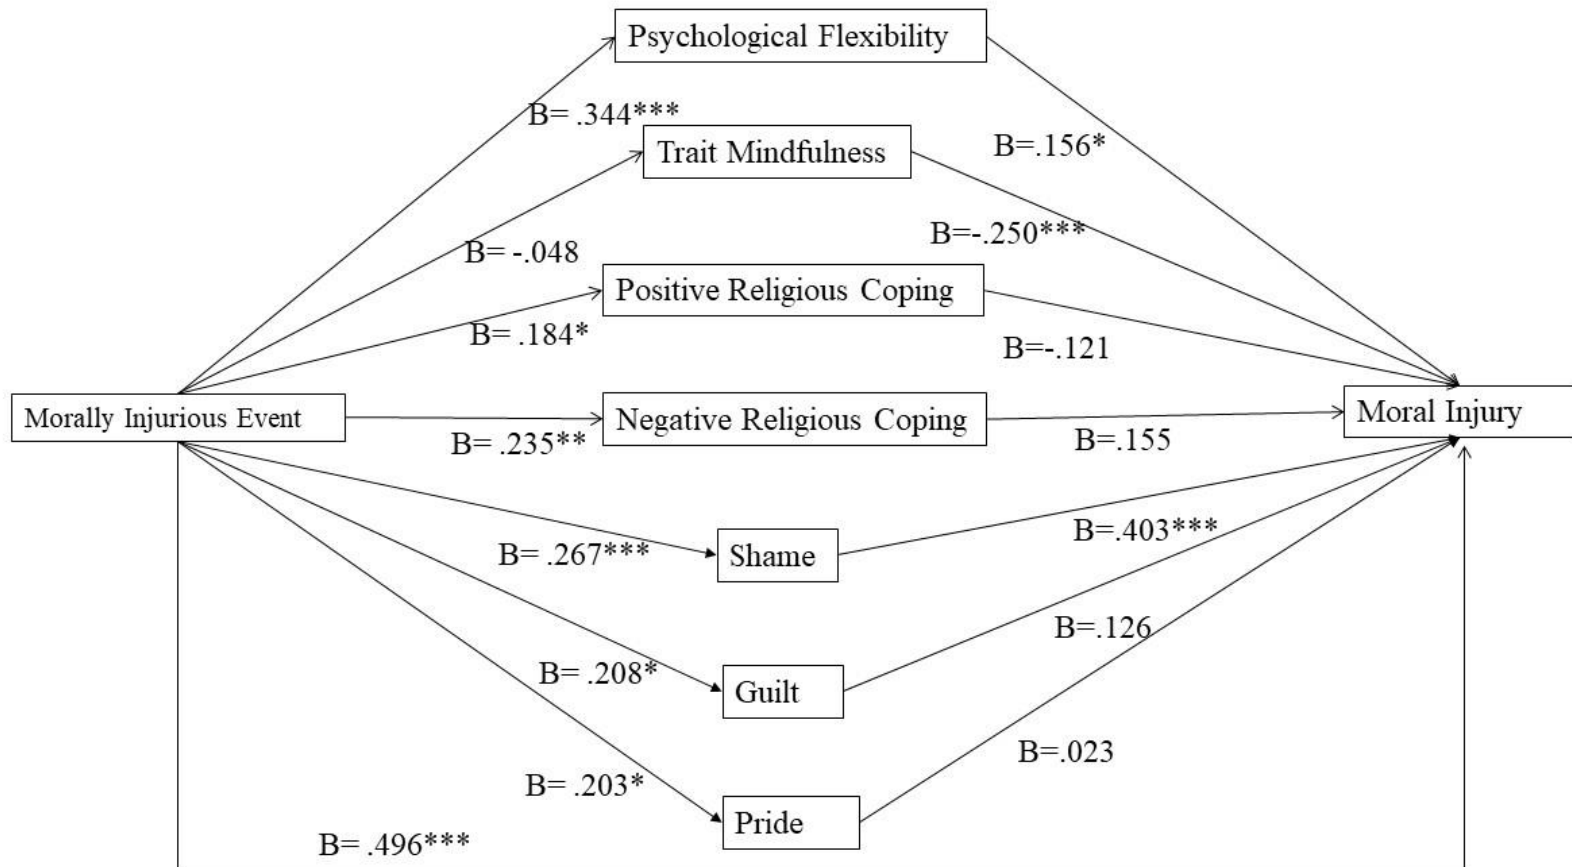 Psychological Flexibility
B= .344***
Trait Mindfulness
B=.156*
B= -.048
B=-.250***
Positive Religious Coping
B= .184*
B=-.121
Morally Injurious Event
Negative Religious Coping
Moral Injury
B= .235**
B=.155
Shame
B= .267***
B=.403***
B=.126
B= .208*
Guilt
B=.023
B= .203*
Pride
B= .496***